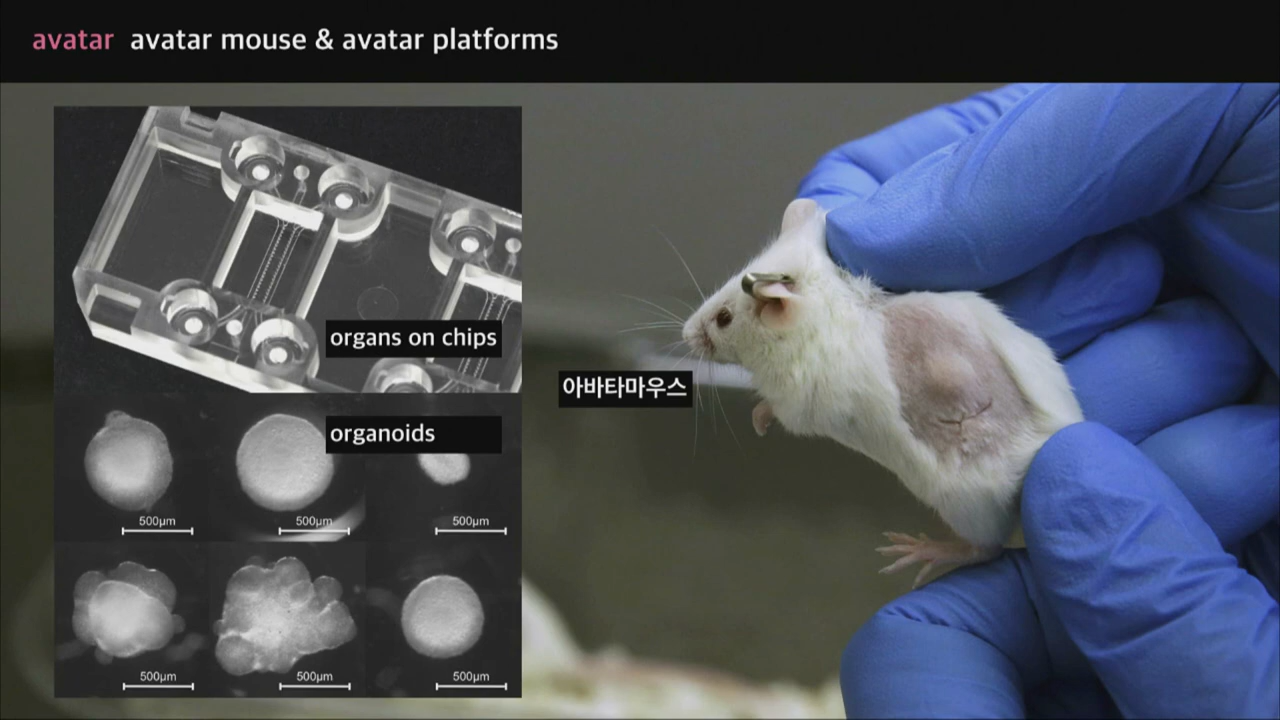 avatar avatar mouse & avatar platforms
organs on chips
아바타마우스
organoids
500µm 500µm 500µm
500µm 500µm 500µm